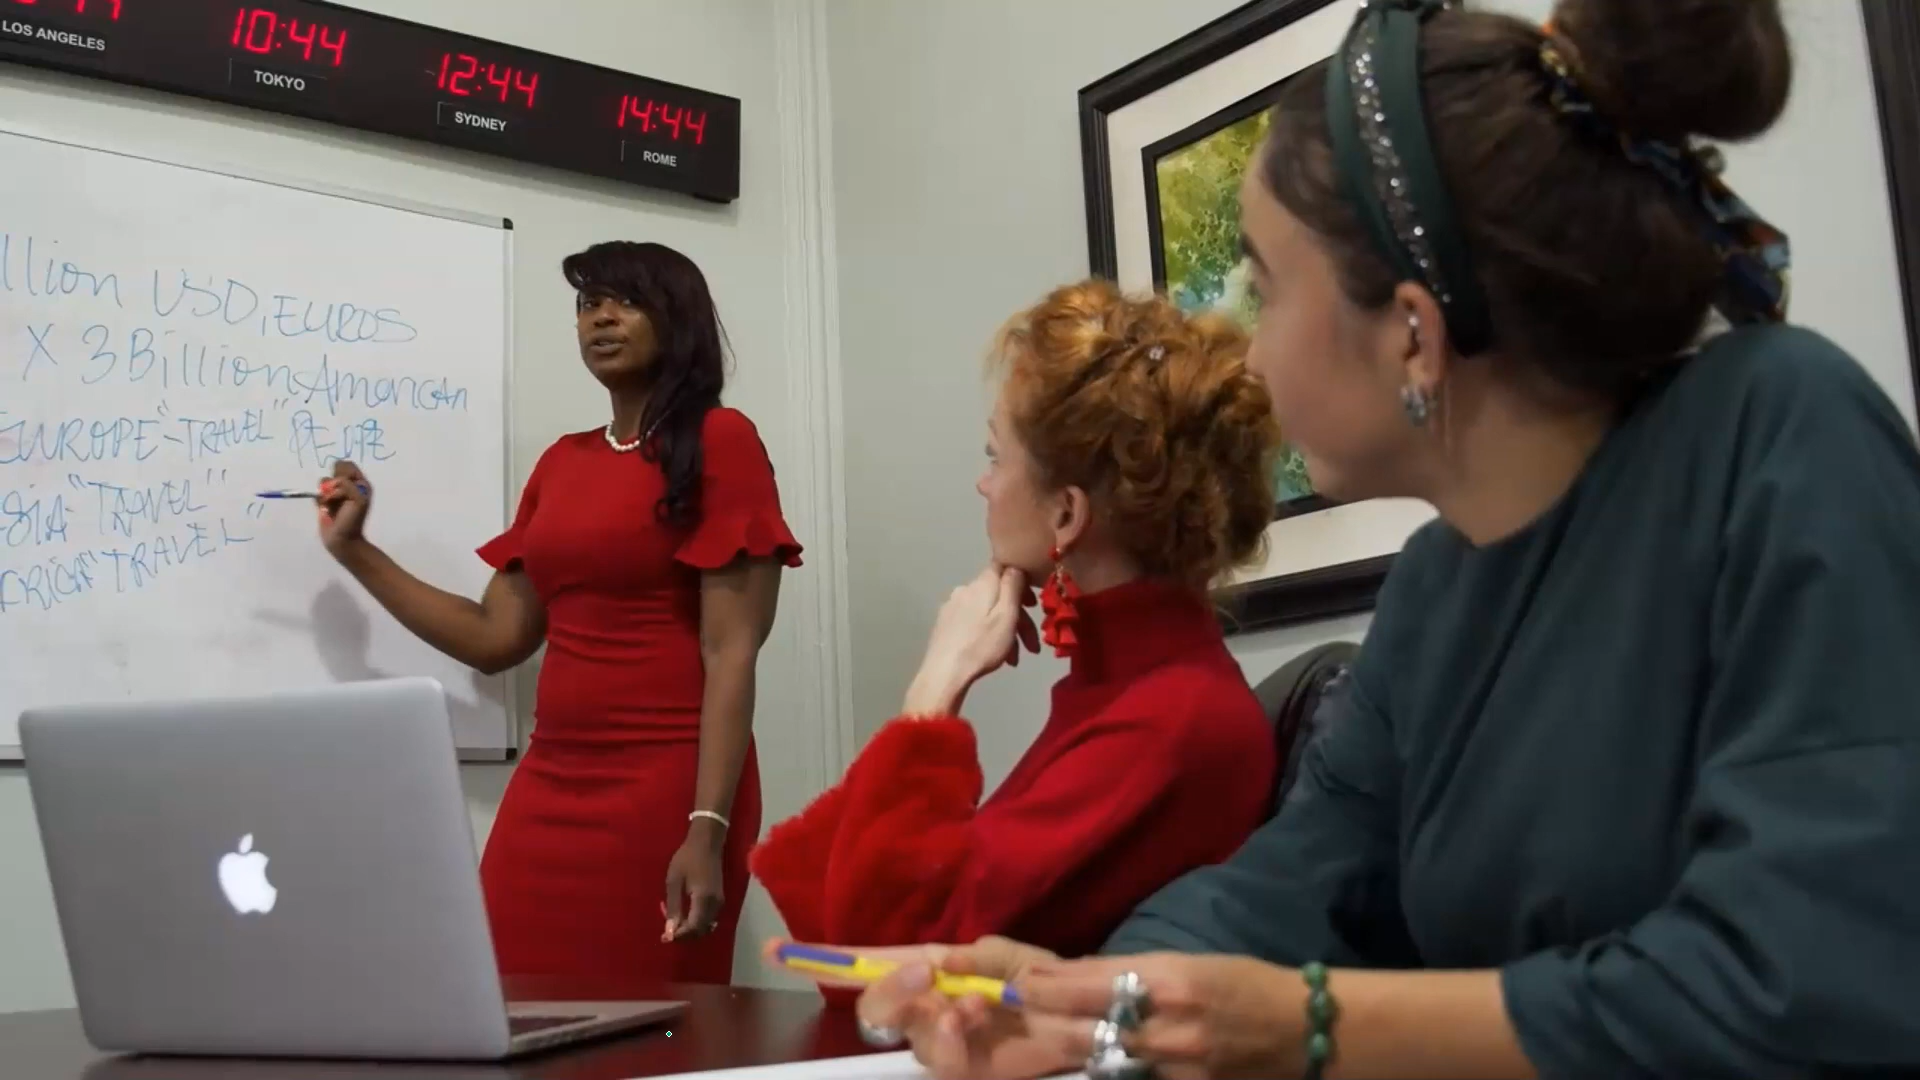 LOS ANGELES
10:44
TOKYO
12:44
SYDNEY
14:44
ROME
llion USD, EUROS
X 3 Billion American
EUROPE "TRAVEL"
"TRAVEL"
"TRAVEL"